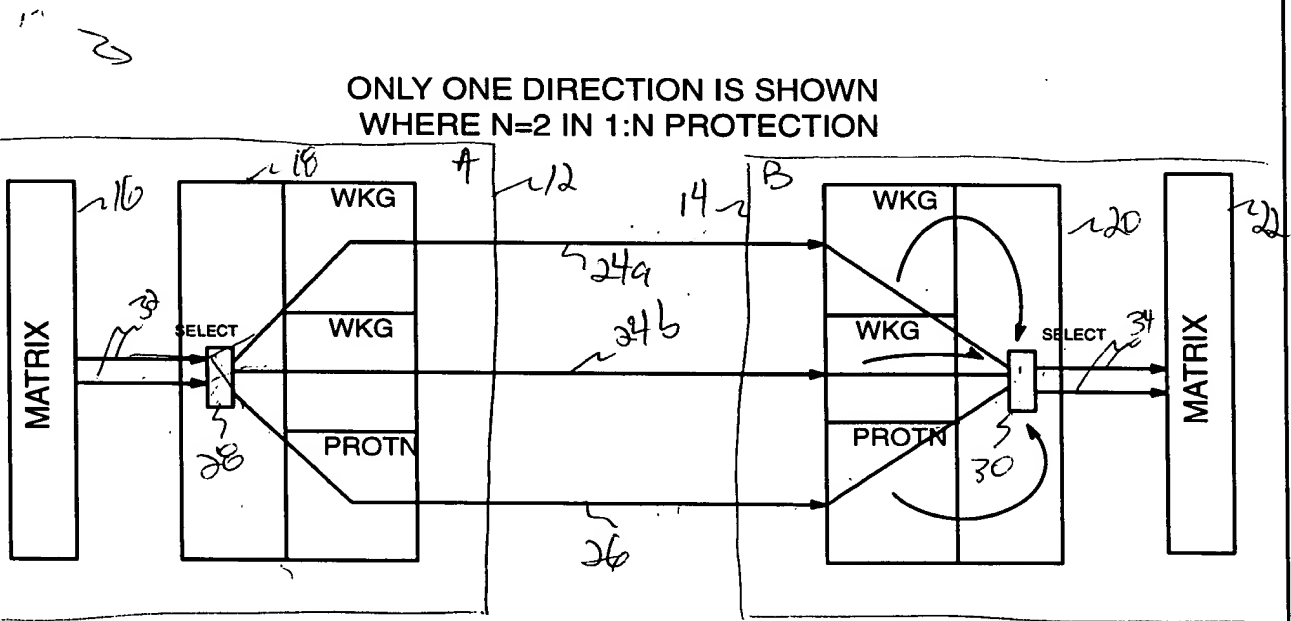 ONLY ONE DIRECTION IS SHOWN
WHERE N=2 IN 1:N PROTECTION
18
A
12
B
16
WKG
14
WKG
20
22
24a
MATRIX
32
SELECT
WKG
24b
WKG
SELECT
34
MATRIX
28
PROTN
PROTN
30
26